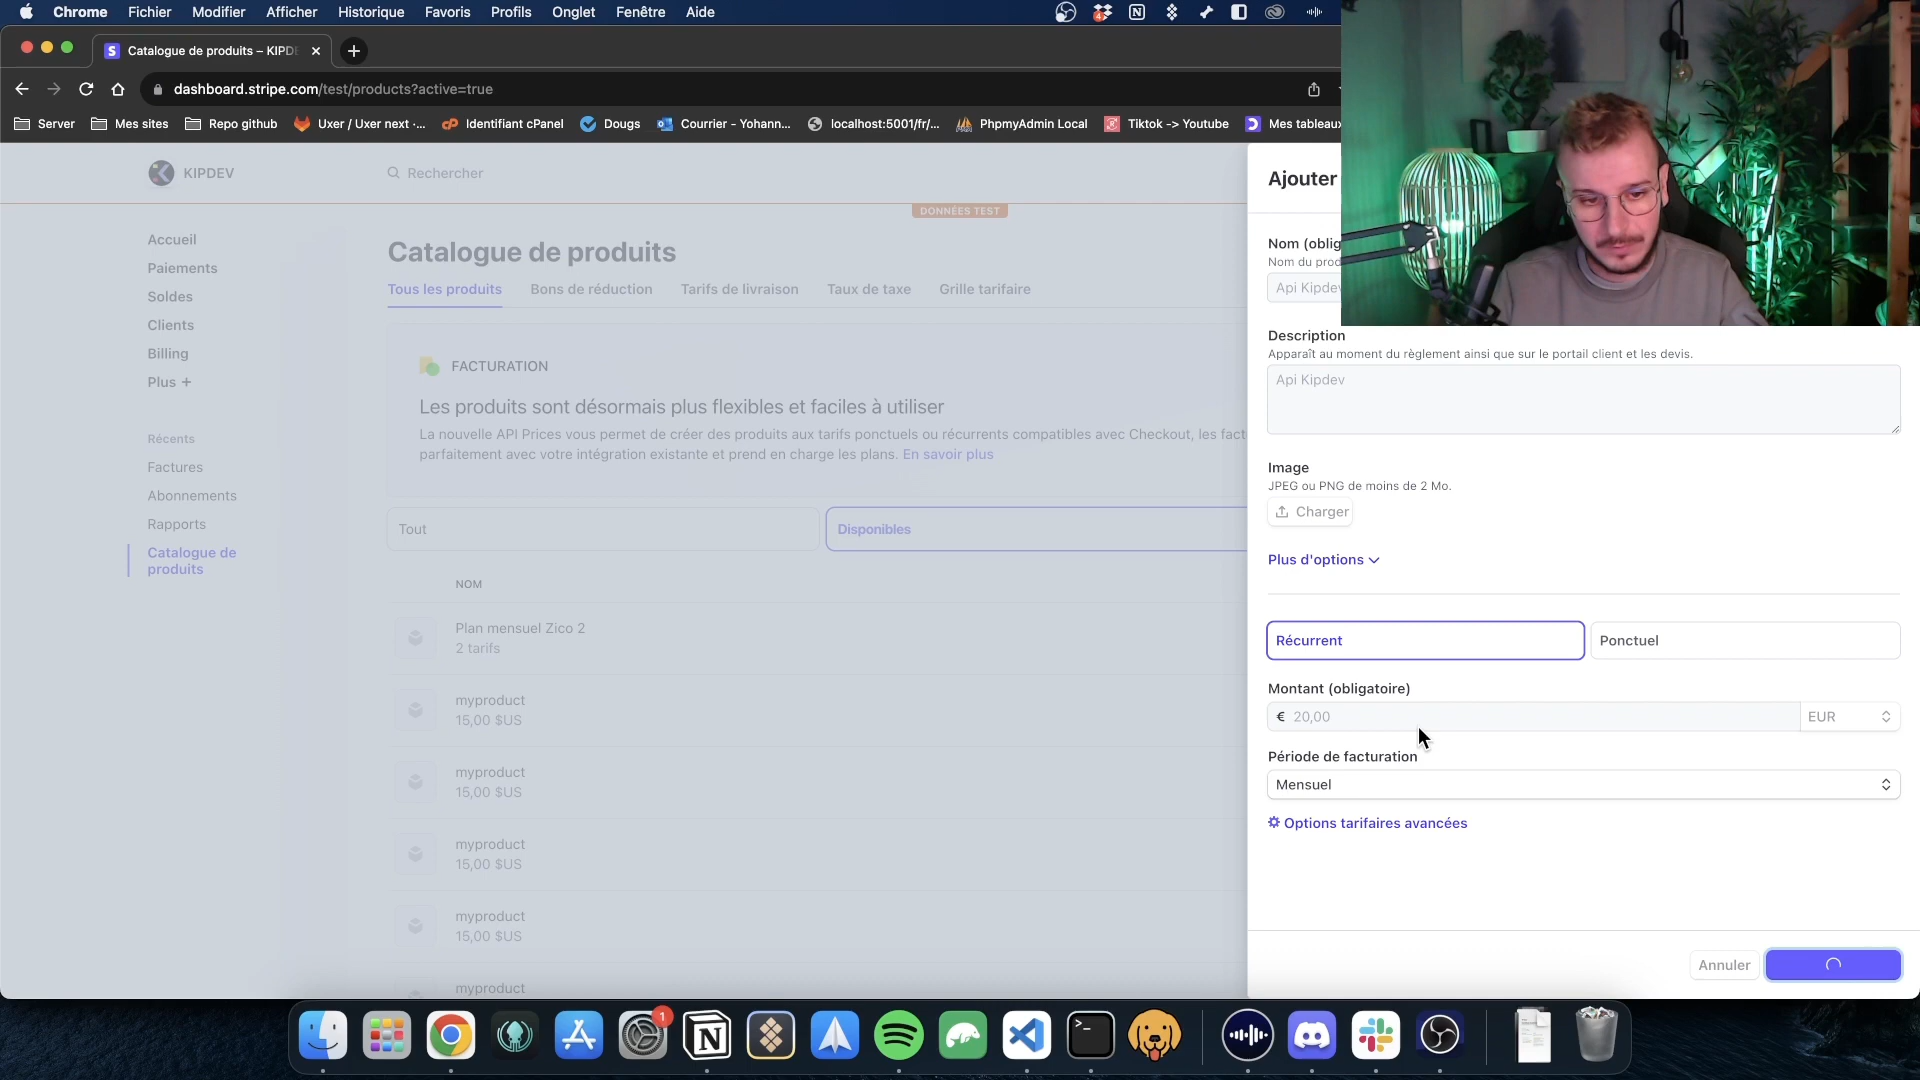 Chrome Fichier Modifier Afficher Historique Favoris Profils Onglet Fenêtre Aide
Catalogue de produits – KIPDE
dashboard.stripe.com/test/products?active=true
Server Mes sites Repo github Uxer / Uxer next ·... Identifiant cPanel Dougs Courrier - Yohann... localhost:5001/fr/... PhpmyAdmin Local Tiktok -> Youtube Mes tableaux
KIPDEV
Rechercher
DONNÉES TEST
Accueil
Paiements
Soldes
Clients
Billing
Plus +
Récents
Factures
Abonnements
Rapports
Catalogue de
produits
Catalogue de produits
Tous les produits Bons de réduction Tarifs de livraison Taux de taxe Grille tarifaire
FACTURATION
Les produits sont désormais plus flexibles et faciles à utiliser
La nouvelle API Prices vous permet de créer des produits aux tarifs ponctuels ou récurrents compatibles avec Checkout, les fact
parfaitement avec votre intégration existante et prend en charge les plans. En savoir plus
Tout
Disponibles
NOM
Plan mensuel Zico 2
2 tarifs
myproduct
15,00 $US
myproduct
15,00 $US
myproduct
15,00 $US
myproduct
15,00 $US
myproduct
Ajouter
Nom (oblig
Nom du prod
Api Kipdev
Description
Apparaît au moment du règlement ainsi que sur le portail client et les devis.
Api Kipdev
Image
JPEG ou PNG de moins de 2 Mo.
Charger
Plus d'options
Récurrent
Ponctuel
Montant (obligatoire)
€ 20,00
EUR
Période de facturation
Mensuel
Options tarifaires avancées
Annuler
1